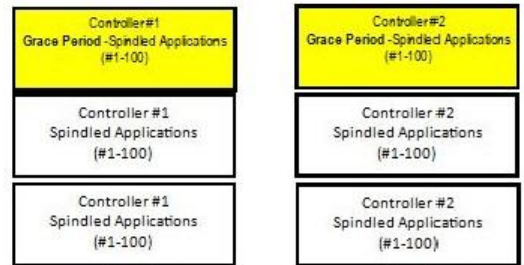 Controller#1
Grace Period -Spindled Applications
(#1-100)
Controller#2
Grace Period -Spindled Applications
(#1-100)
Controller #1
Spindled Applications
(#1-100)
Controller #2
Spindled Applications
(#1-100)
Controller #1
Spindled Applications
(#1-100)
Controller #2
Spindled Applications
(#1-100)